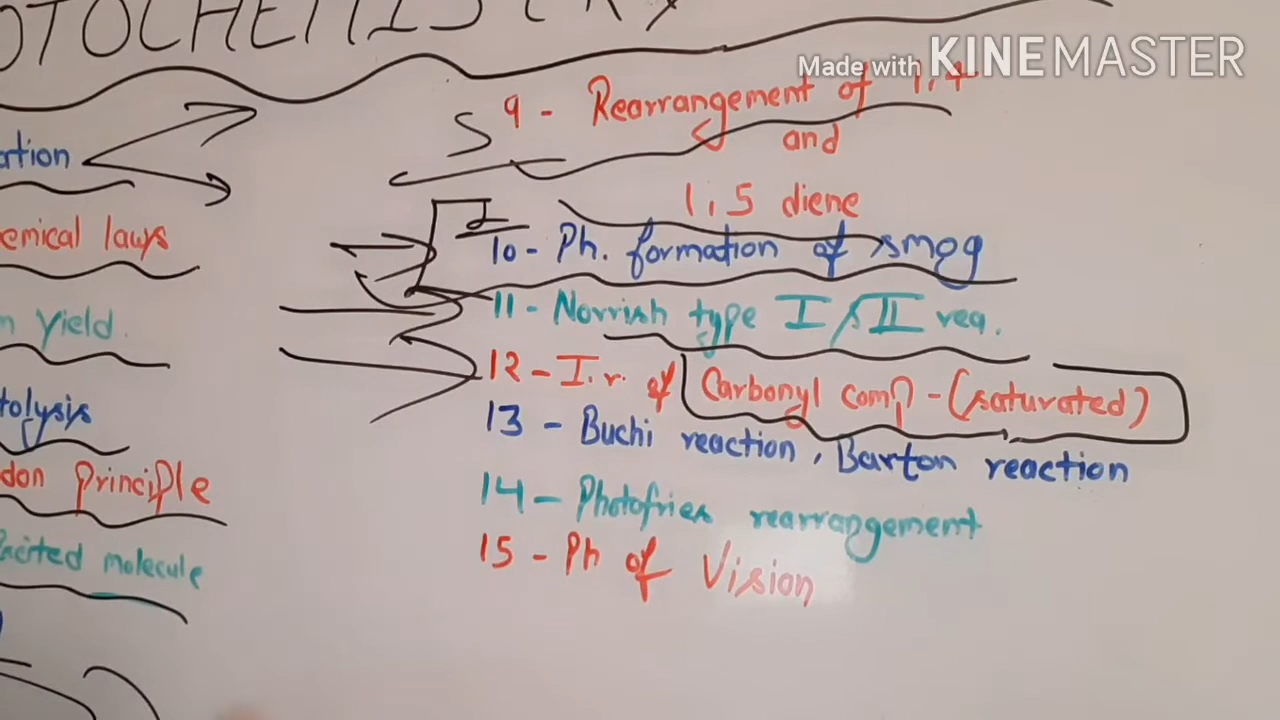 OTOCHEMISTRY
Made with KINEMASTER
ation
emical laws
n Yield.
tolysis
don principle
xcited molecule
9 - Rearrangement of 1,4
and
1,5 diene
10 - Ph. formation of smog
11 - Norrish type I / II rea.
12 - I.r. of Carbonyl comp - (saturated)
13 - Buchi reaction, Barton reaction
14 - Photofries rearrangement
15 - Ph of Vision